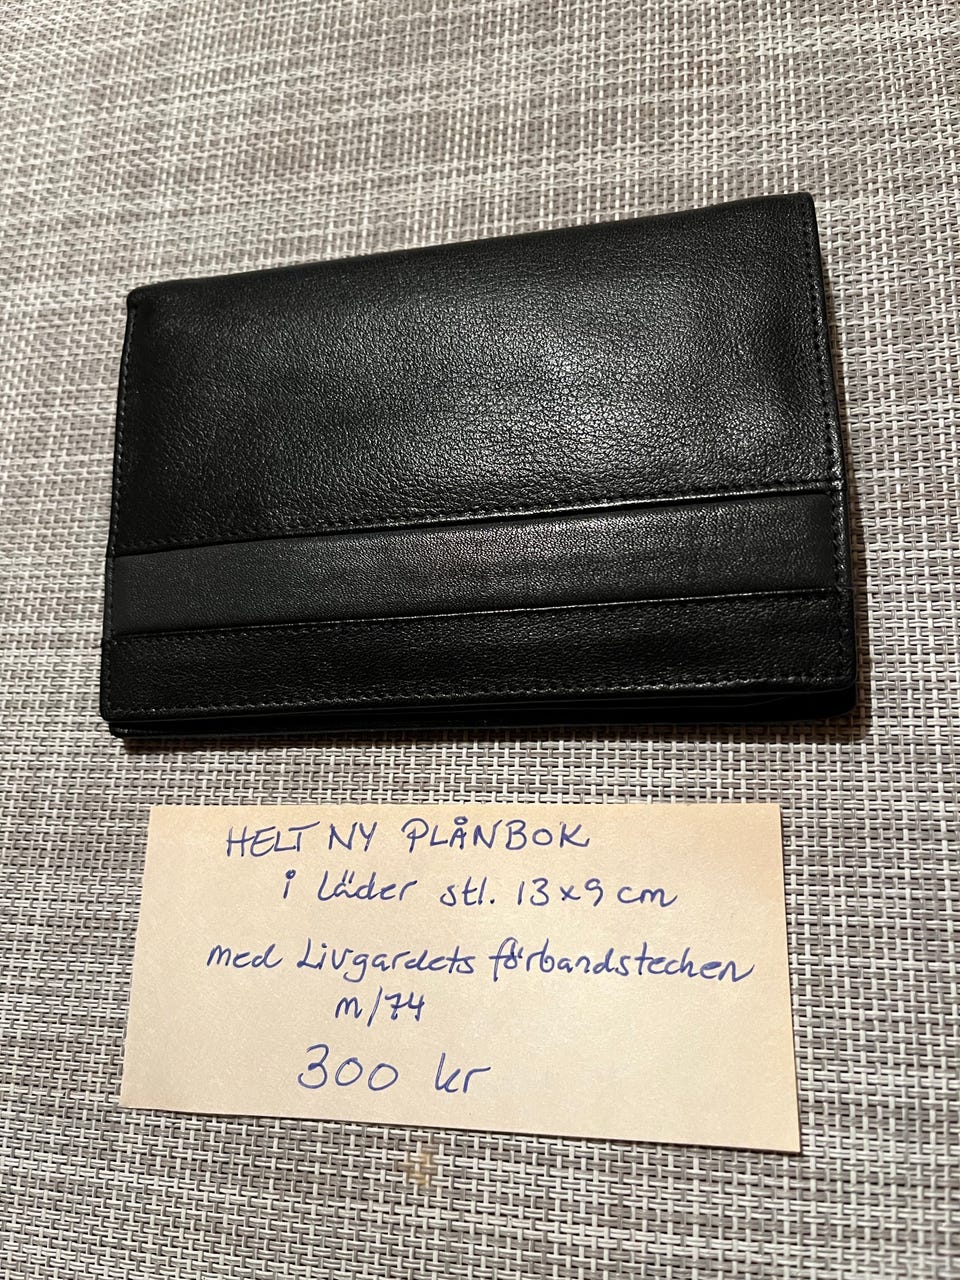 HELT NY PLÅNBOK
i läder stl. 13x9 cm
med Livgardets förbandstecken
m/74
300 kr